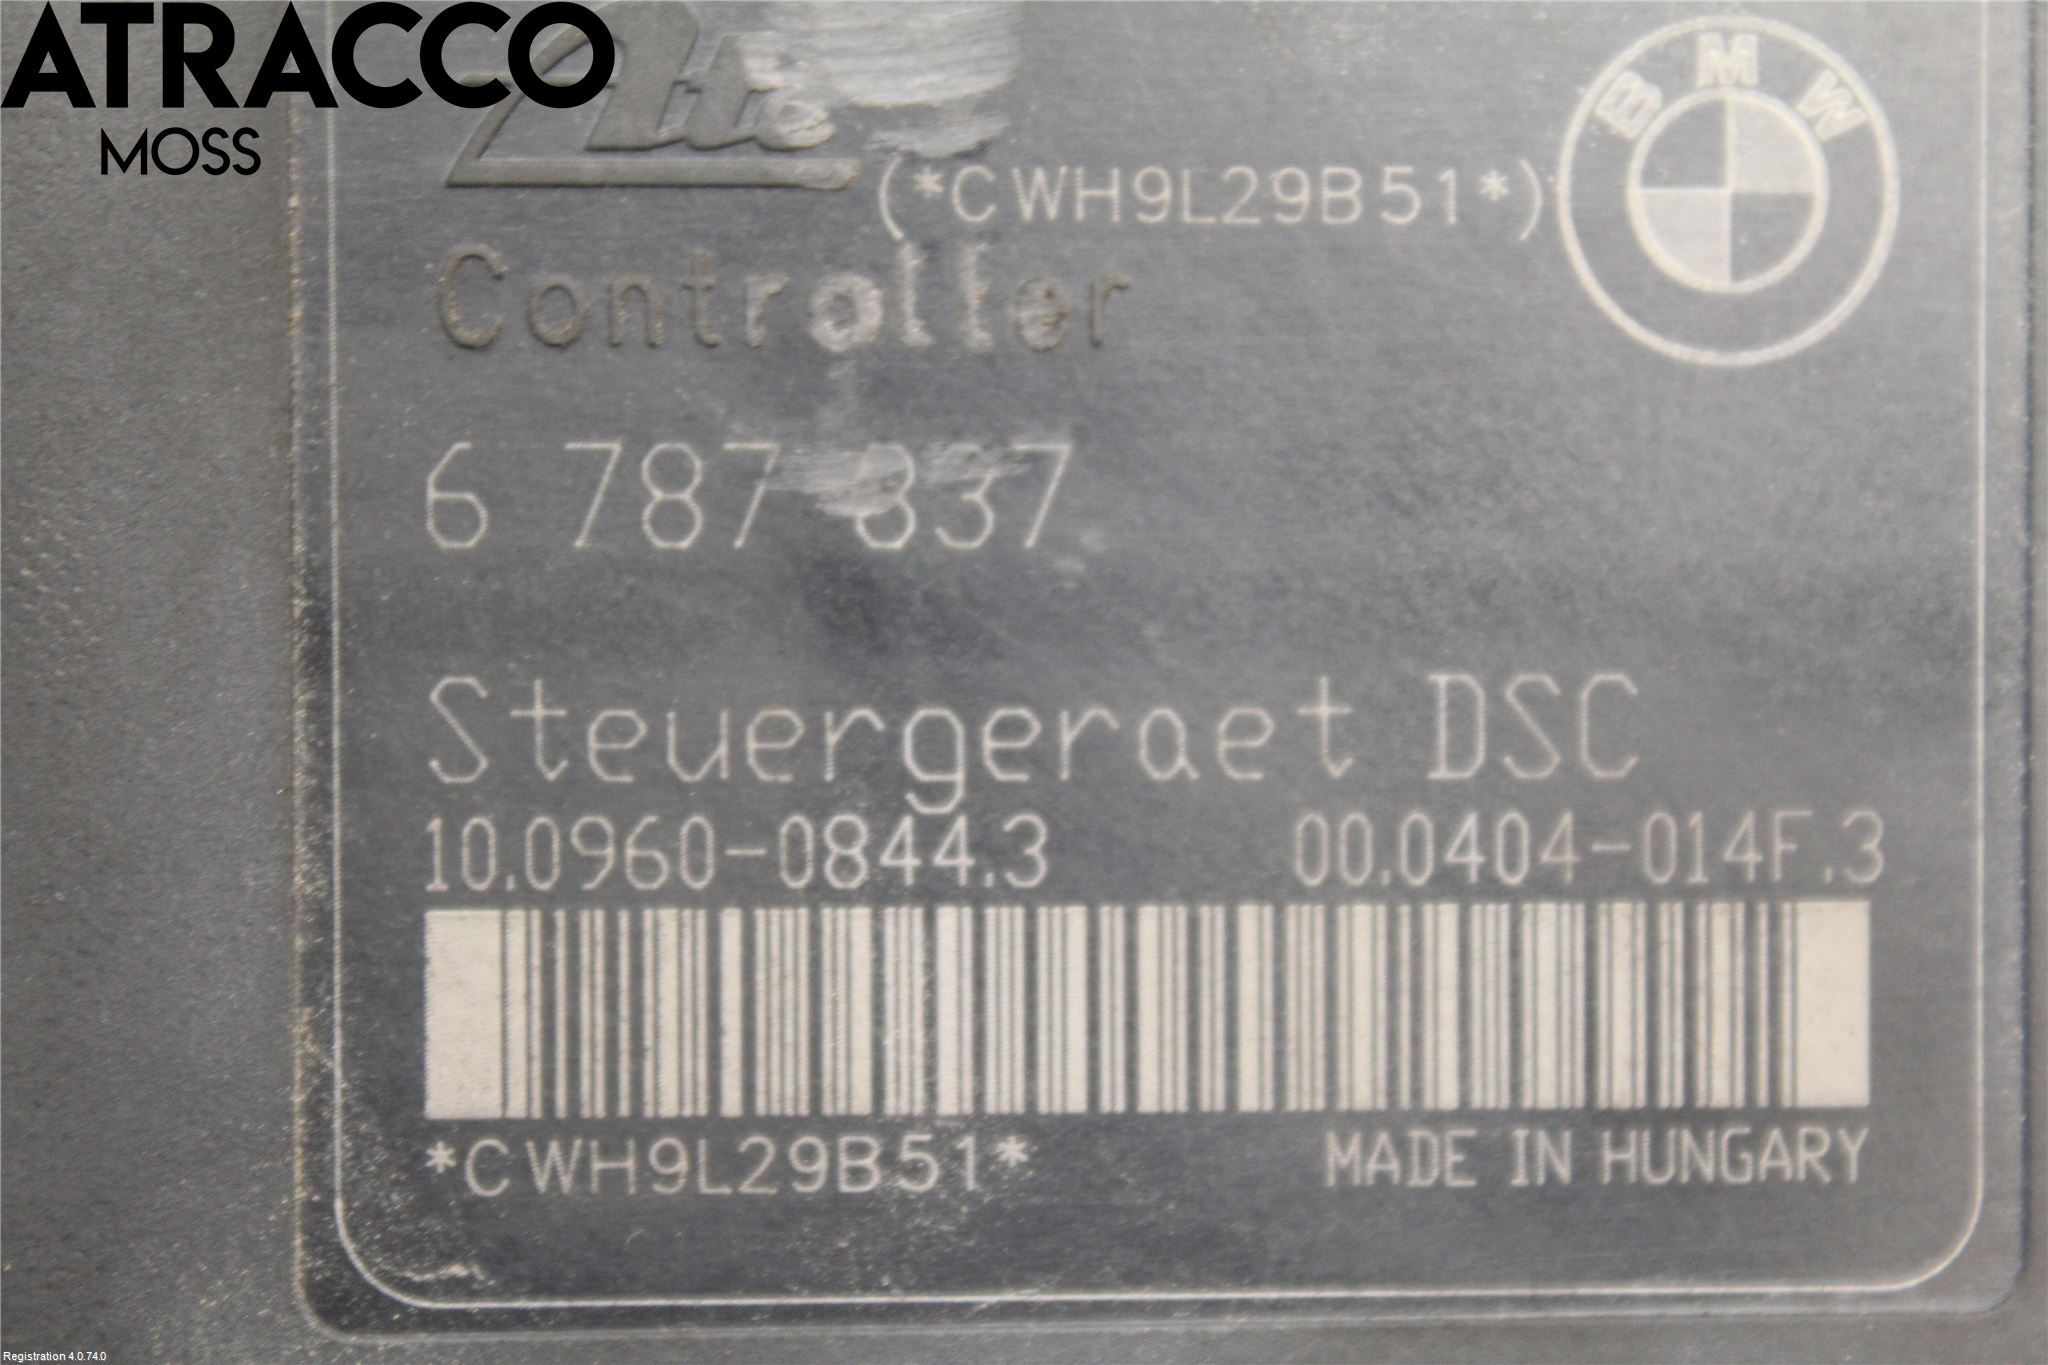 ATRACCO
MOSS
Ate
(*CWH9L29B51*)
BMW
Controller
6 787 837
Steuergeraet DSC
10.0960-0844.3 00.0404-014F.3
*CWH9L29B51* MADE IN HUNGARY
Registration 4.0.74.0